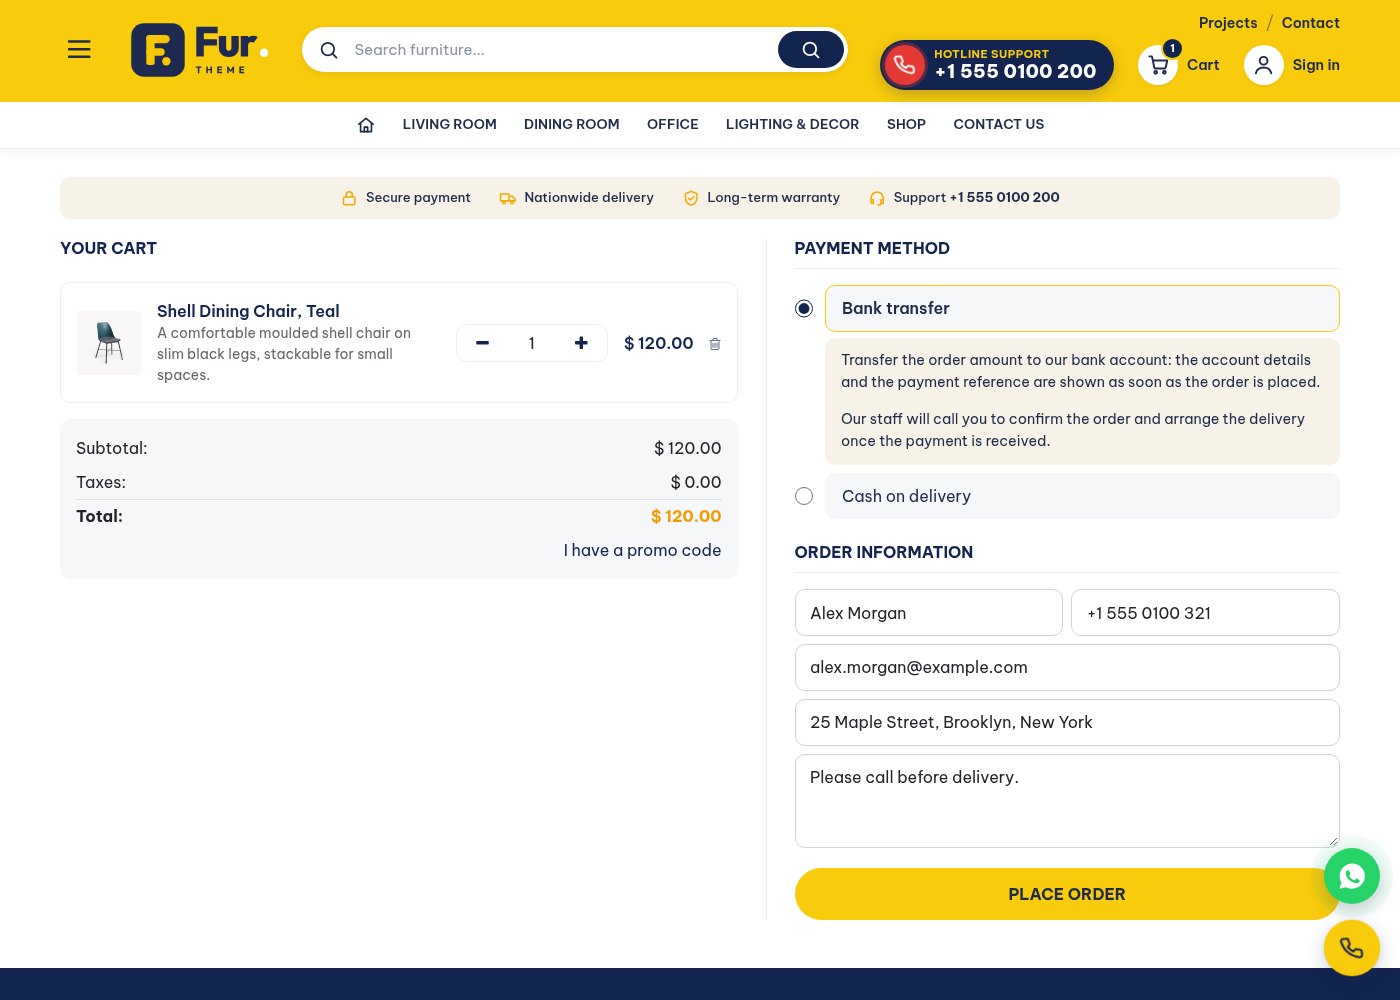 Projects / Contact
Fur.
THEME
Search furniture...
HOTLINE SUPPORT
+1 555 0100 200
1
Cart
Sign in
LIVING ROOM
DINING ROOM
OFFICE
LIGHTING & DECOR
SHOP
CONTACT US
Secure payment
Nationwide delivery
Long-term warranty
Support +1 555 0100 200
YOUR CART
Shell Dining Chair, Teal
A comfortable moulded shell chair on
slim black legs, stackable for small
spaces.
1
$ 120.00
Subtotal:
$ 120.00
Taxes:
$ 0.00
Total:
$ 120.00
I have a promo code
PAYMENT METHOD
Bank transfer
Transfer the order amount to our bank account: the account details
and the payment reference are shown as soon as the order is placed.
Our staff will call you to confirm the order and arrange the delivery
once the payment is received.
Cash on delivery
ORDER INFORMATION
Alex Morgan
+1 555 0100 321
alex.morgan@example.com
25 Maple Street, Brooklyn, New York
Please call before delivery.
PLACE ORDER